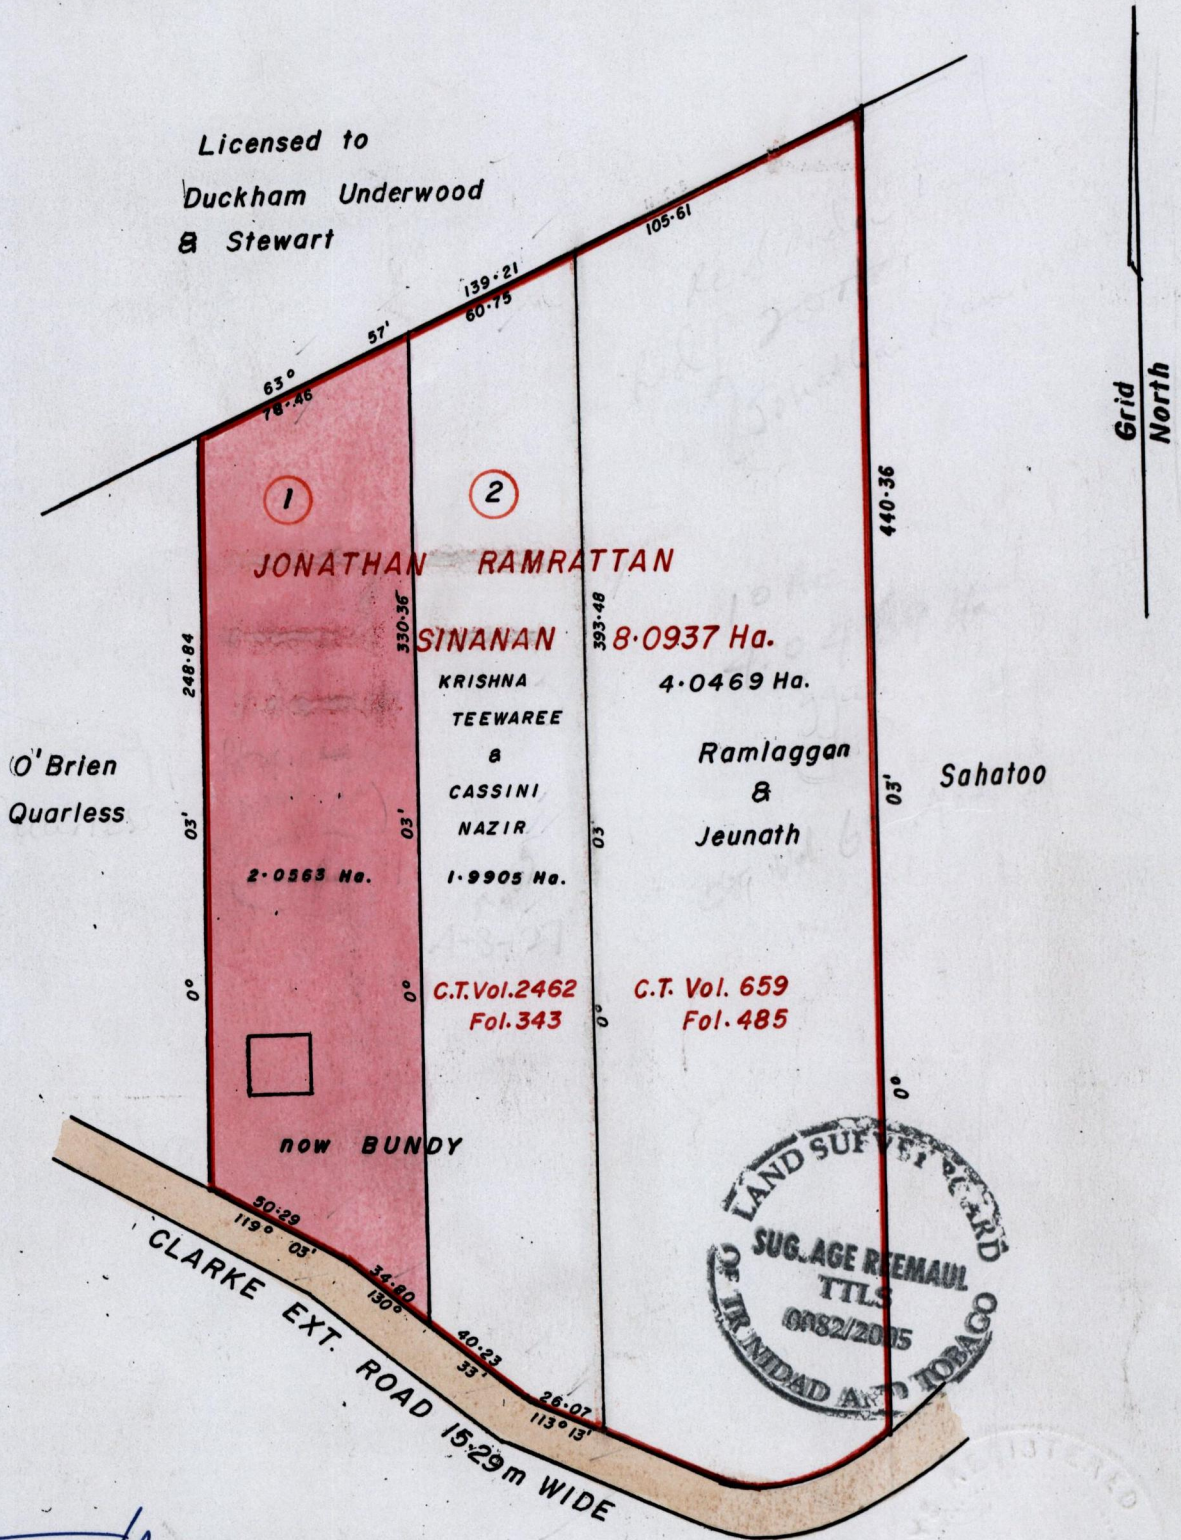 Licensed to
Duckham Underwood
& Stewart
Grid
North
105·61
139·21
60·75
63° 57'
78·46
1
2
JONATHAN RAMRATTAN
SINANAN 8·0937 Ha.
KRISHNA
TEEWAREE
&
CASSINI
NAZIR
1·9905 Ha.
4·0469 Ha.
Ramlaggan
&
Jeunath
O'Brien
Quarless
Sahatoo
2·0563 Ha.
0° 03' 248·84
0° 03' 330·36
0° 03' 393·48
0° 03' 440·36
C.T.Vol.2462
Fol.343
C.T. Vol. 659
Fol.485
now BUNDY
50·29
119° 03'
34·80
130° 33'
40·23
26·07
113° 13'
CLARKE EXT. ROAD 15·29m WIDE
LAND SURVEY BOARD
OF TRINIDAD AND TOBAGO
REEMAUL
TTLS
0082/2005
REGISTERED